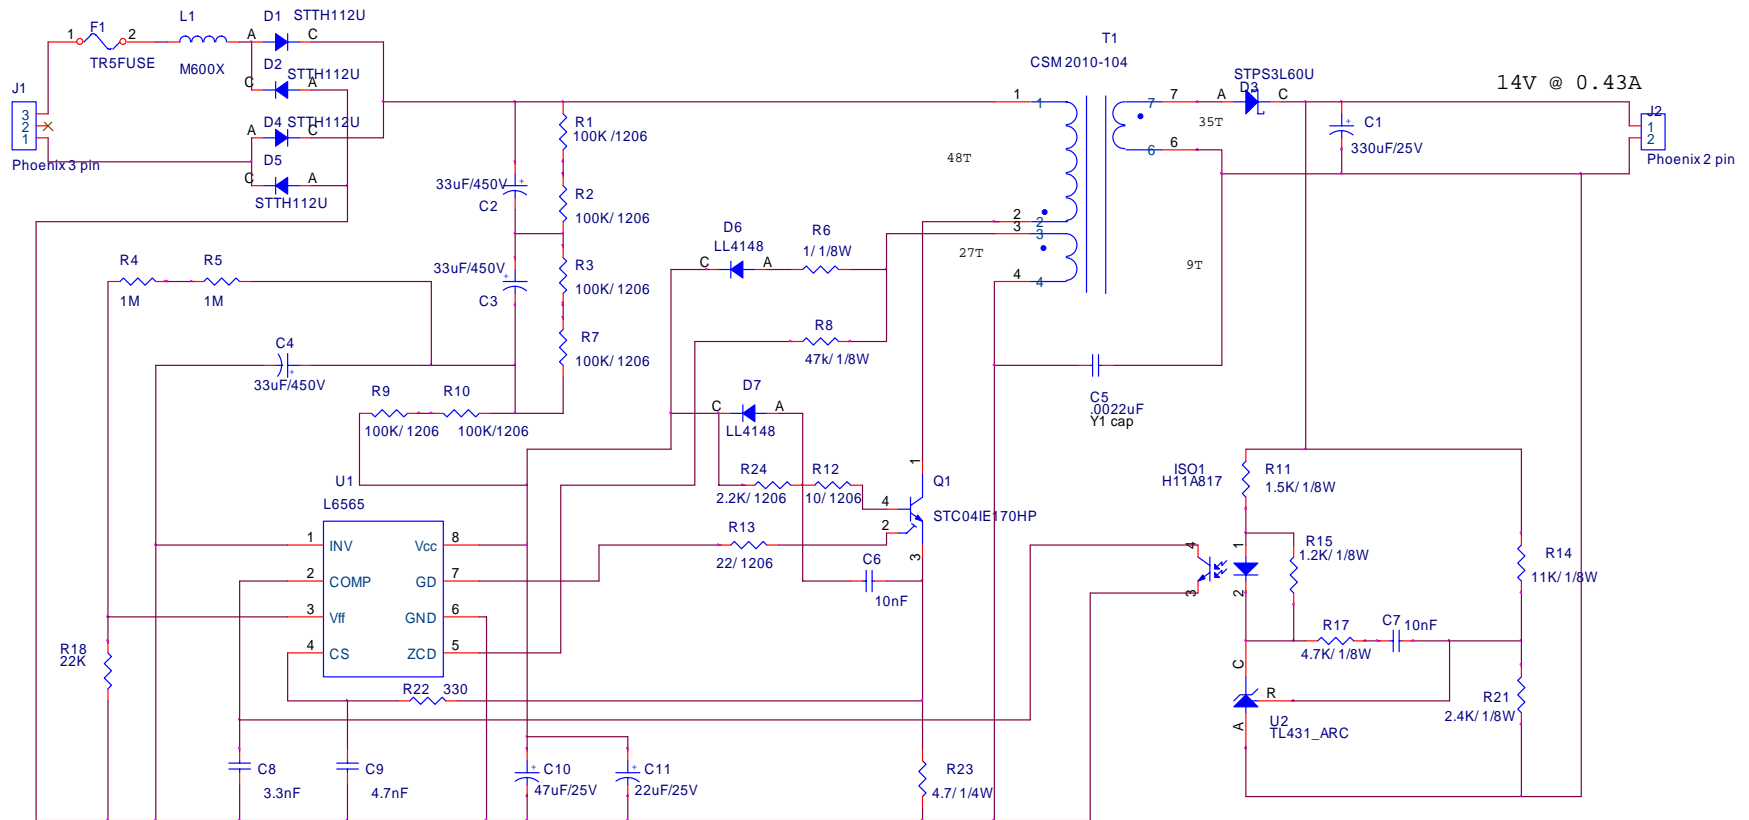 F1
1
2
TR5FUSE
L1
M600X
D1
STTH112U
A
C
D2
STTH112U
C
A
D4
STTH112U
A
C
D5
C
A
STTH112U
J1
3
2
1
Phoenix 3 pin
R1
100K/1206
R2
100K/1206
33uF/450V
C2
33uF/450V
C3
R3
100K/1206
R7
100K/1206
R4
1M
R5
1M
C4
33uF/450V
R9
100K/1206
R10
100K/1206
T1
CSM 2010-104
1
1
48T
2
2
3
3
27T
4
4
7
7
35T
6
6
9T
STPS3L60U
D3
A
C
14V @ 0.43A
C1
330uF/25V
J2
1
2
Phoenix 2 pin
D6
LL4148
C
A
R6
1/1/8W
R8
47k/1/8W
D7
C
A
LL4148
C5
.0022uF
Y1 cap
R24
2.2K/1206
R12
10/1206
R13
22/1206
Q1
1
4
2
3
STC04IE170HP
C6
10nF
U1
L6565
1
INV
2
COMP
3
Vff
4
CS
Vcc
8
GD
7
GND
6
ZCD
5
R18
22K
R22
330
C8
3.3nF
C9
4.7nF
C10
47uF/25V
C11
22uF/25V
R23
4.7/1/4W
ISO1
H11A817
4
3
1
2
R11
1.5K/1/8W
R15
1.2K/1/8W
R14
11K/1/8W
R17
4.7K/1/8W
C7
10nF
C
R
A
U2
TL431_ARC
R21
2.4K/1/8W